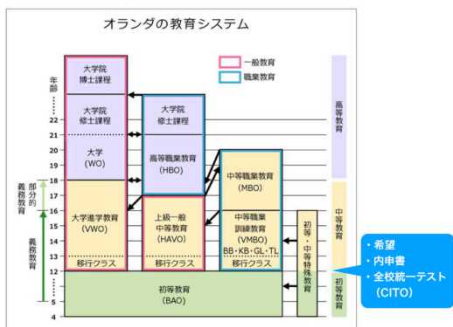 オランダの教育システム
一般教育
職業教育
年齢
22
21
20
19
18
17
16
15
14
13
12
5
4
部分的
義務教育
義務教育
大学院
博士課程
大学院
修士課程
大学
(WO)
大学進学教育
(VWO)
移行クラス
大学院
修士課程
高等職業教育
(HBO)
上級一般
中等教育
(HAVO)
移行クラス
中等職業教育
(MBO)
中等職業
訓練教育
(VMBO)
BB・KB・GL・TL
移行クラス
初等・中等特殊教育
初等教育
(BAO)
高等教育
中等教育
初等教育
・希望
・内申書
・全校統一テスト
(CITO)